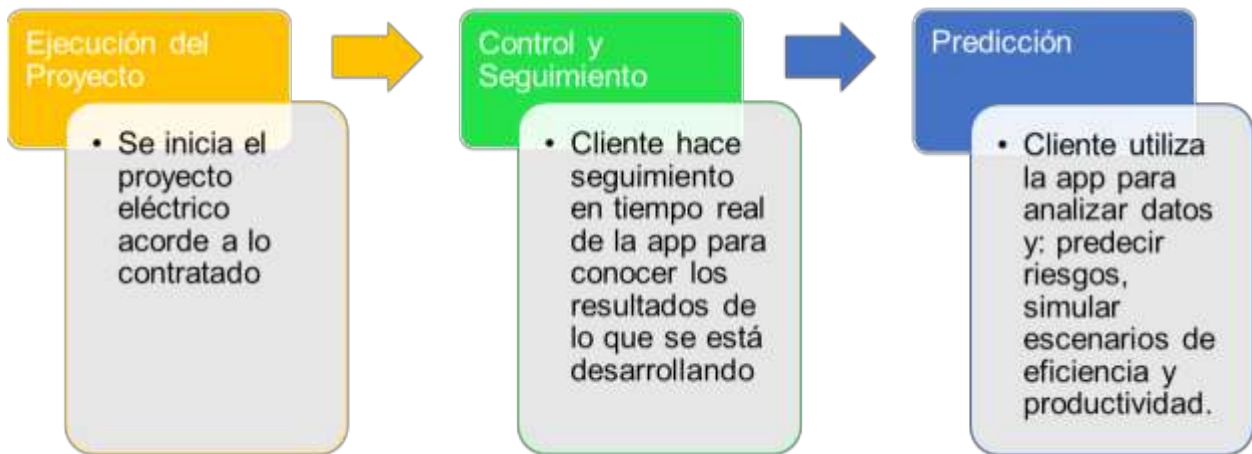 Ejecución del
Proyecto
• Se inicia el
proyecto
eléctrico
acorde a lo
contratado
Control y
Seguimiento
• Cliente hace
seguimiento
en tiempo real
de la app para
conocer los
resultados de
lo que se está
desarrollando
Predicción
• Cliente utiliza
la app para
analizar datos
y: predecir
riesgos,
simular
escenarios de
eficiencia y
productividad.